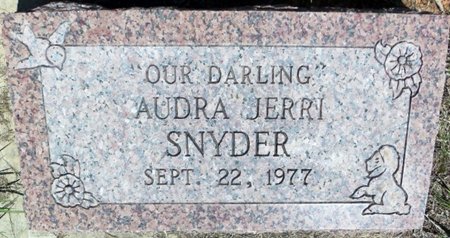 "OUR DARLING"
AUDRA JERRI
SNYDER
SEPT. 22, 1977